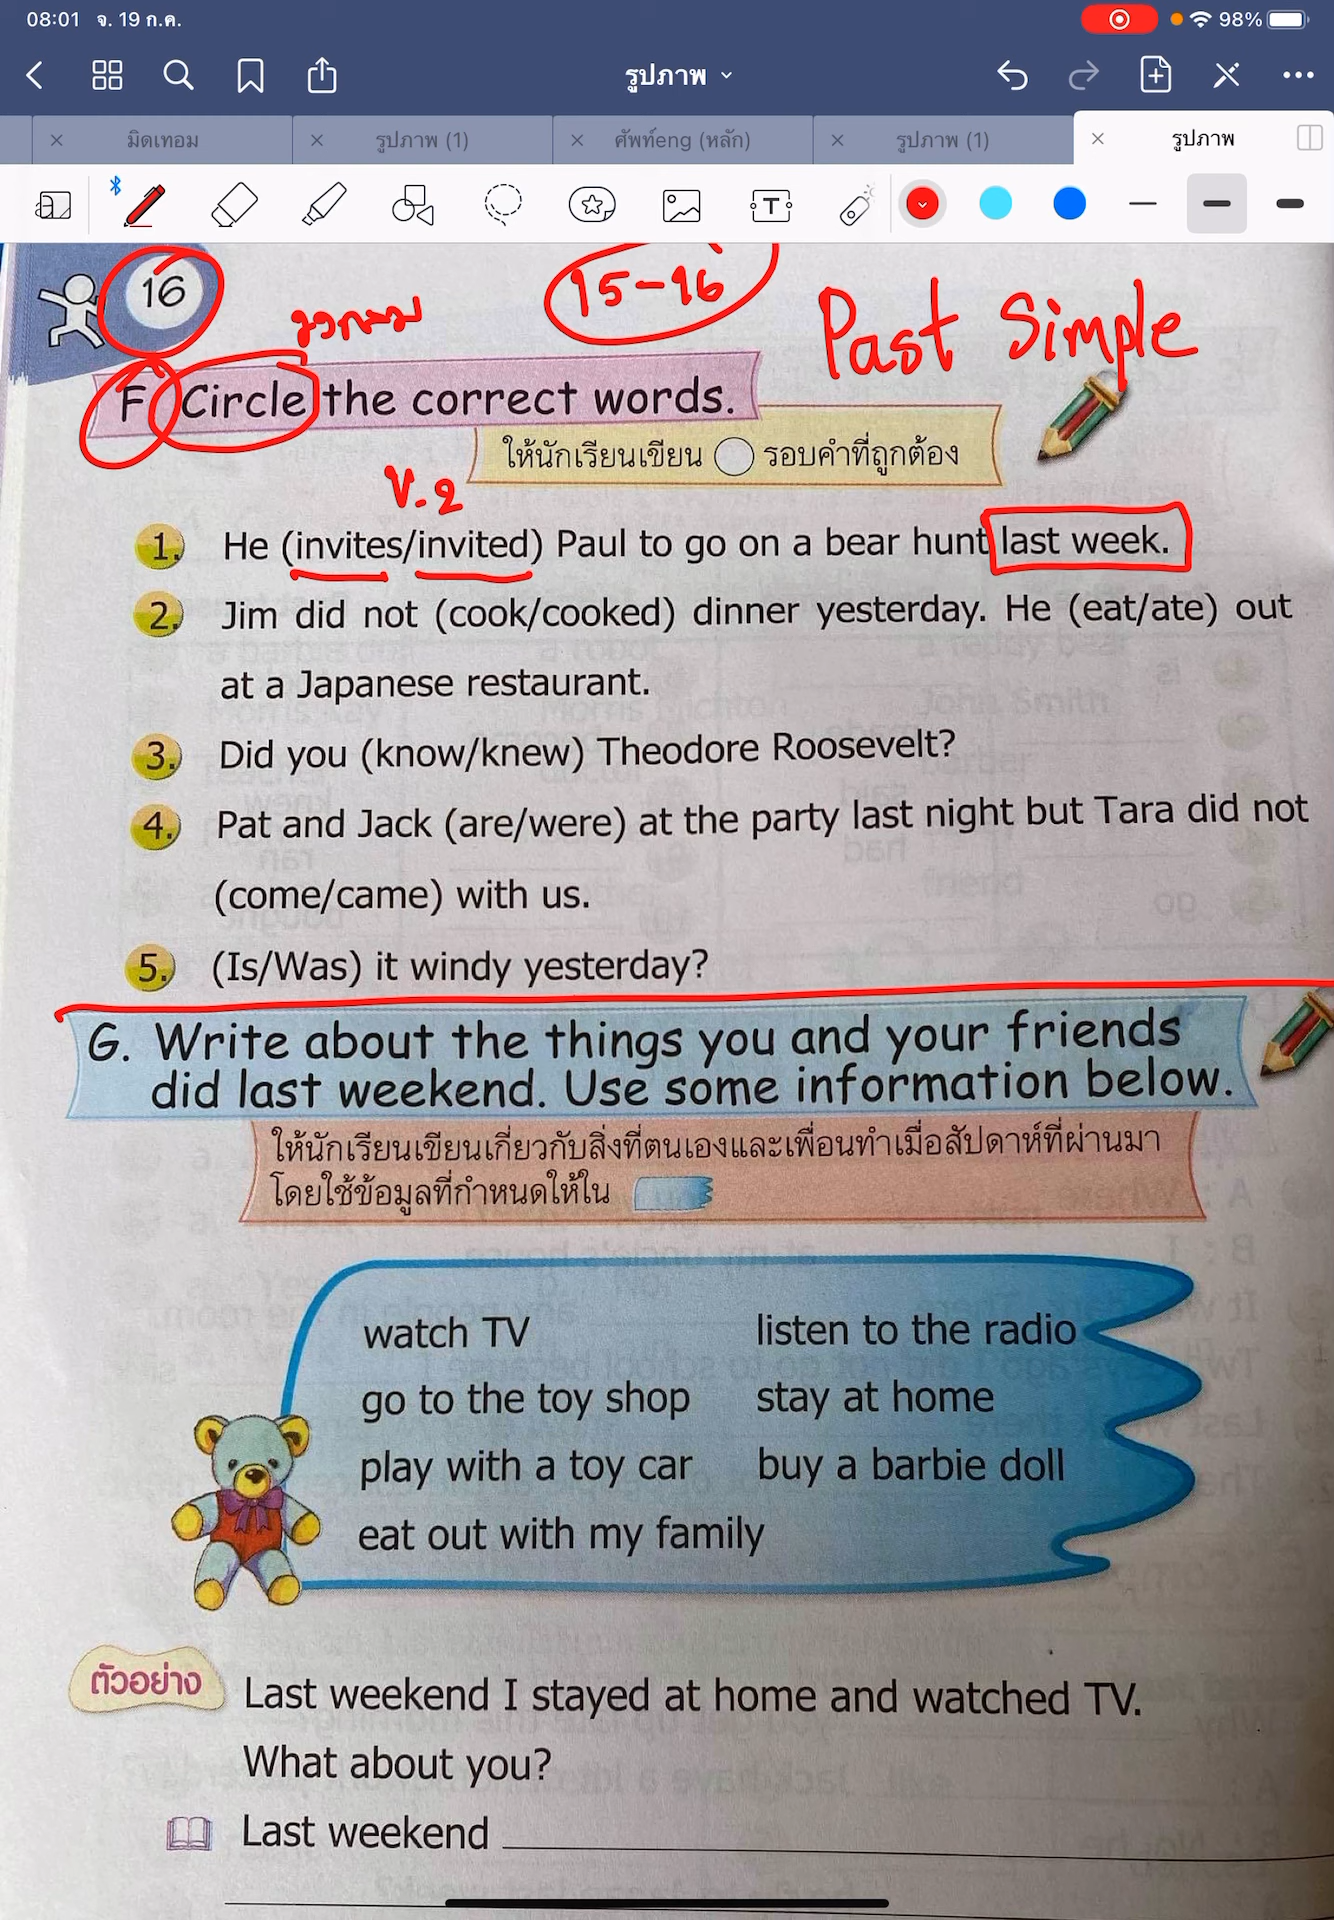 08:01 จ. 19 ก.ค.
98%
รูปภาพ
มิดเทอม
รูปภาพ (1)
ศัพท์eng (หลัก)
รูปภาพ (1)
รูปภาพ
16
15-16
วงกลม
Past Simple
F. Circle the correct words.
ให้นักเรียนเขียน รอบคำที่ถูกต้อง
V.2
1. He (invites/invited) Paul to go on a bear hunt last week.
2. Jim did not (cook/cooked) dinner yesterday. He (eat/ate) out
at a Japanese restaurant.
3. Did you (know/knew) Theodore Roosevelt?
4. Pat and Jack (are/were) at the party last night but Tara did not
(come/came) with us.
5. (Is/Was) it windy yesterday?
G. Write about the things you and your friends
did last weekend. Use some information below.
ให้นักเรียนเขียนเกี่ยวกับสิ่งที่ตนเองและเพื่อนทำเมื่อสัปดาห์ที่ผ่านมา
โดยใช้ข้อมูลที่กำหนดให้ใน
watch TV listen to the radio
go to the toy shop stay at home
play with a toy car buy a barbie doll
eat out with my family
ตัวอย่าง Last weekend I stayed at home and watched TV.
What about you?
Last weekend